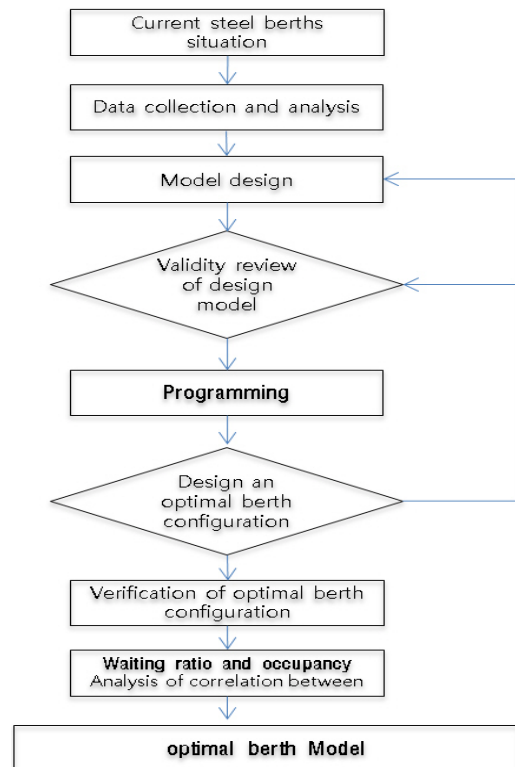 Current steel berths
situation
Data collection and analysis
Model design
Validity review
of design
model
Programming
Design an
optimal berth
configuration
Verification of optimal berth
configuration
Waiting ratio and occupancy
Analysis of correlation between
optimal berth Model